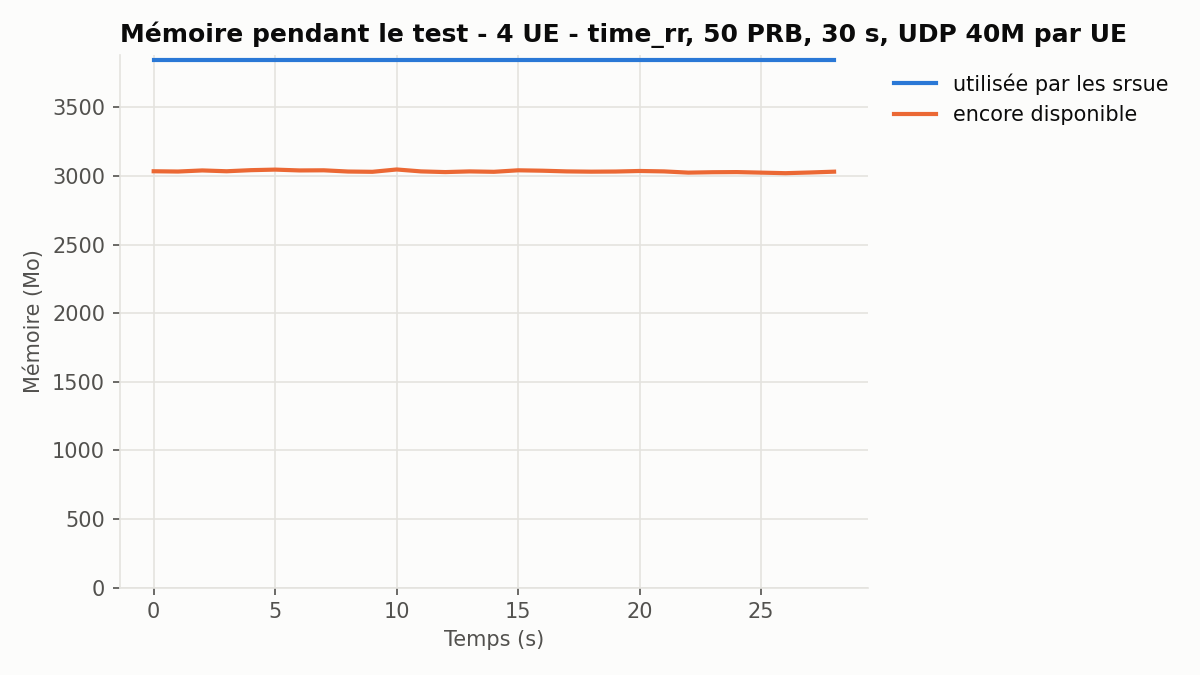 Mémoire pendant le test - 4 UE - time_rr, 50 PRB, 30 s, UDP 40M par UE
utilisée par les srsue
encore disponible
Mémoire (Mo)
3500
3000
2500
2000
1500
1000
500
0
0 5 10 15 20 25
Temps (s)